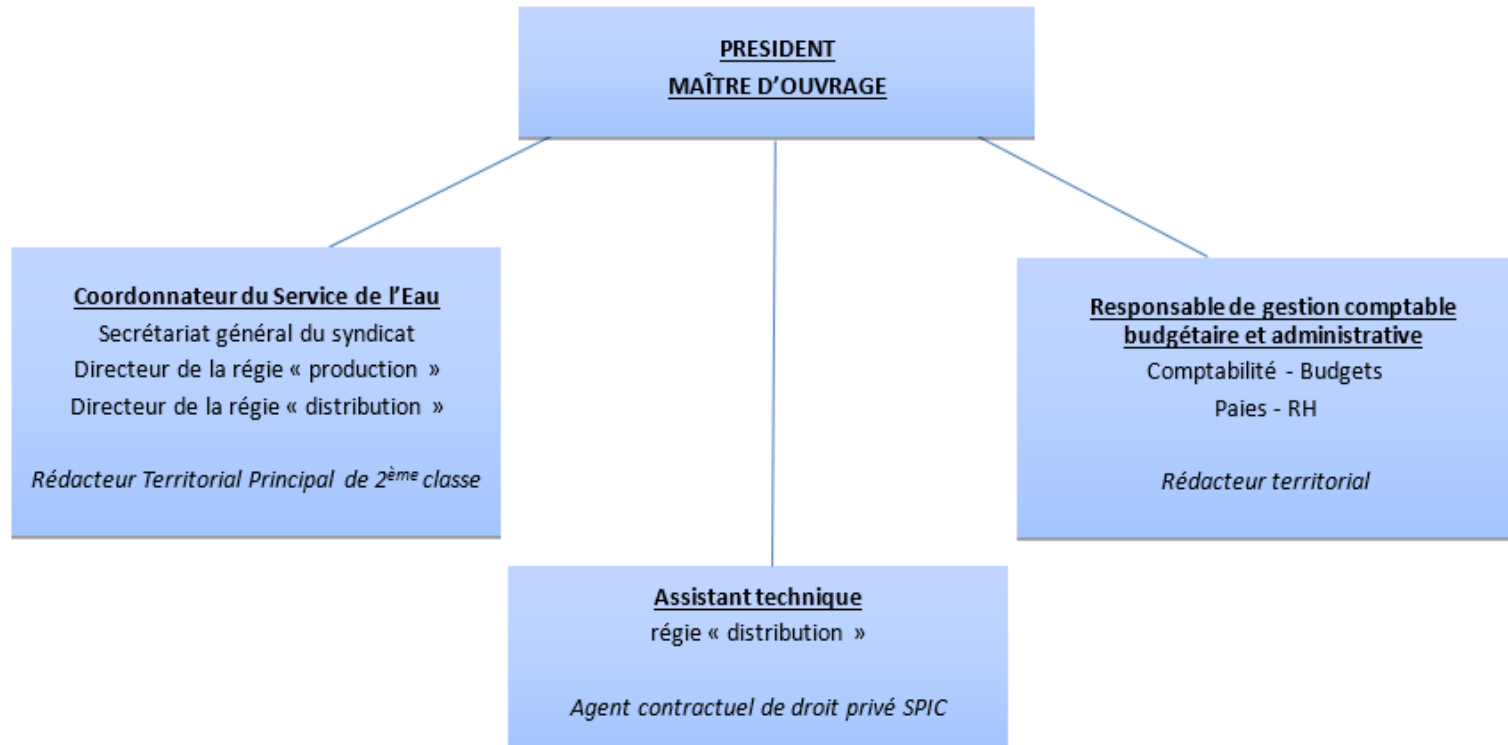 PRESIDENT
MAÎTRE D’OUVRAGE
Coordonnateur du Service de l’Eau
Secrétariat général du syndicat
Directeur de la régie « production »
Directeur de la régie « distribution »
Rédacteur Territorial Principal de 2ème classe
Responsable de gestion comptable
budgétaire et administrative
Comptabilité - Budgets
Paies - RH
Rédacteur territorial
Assistant technique
régie « distribution »
Agent contractuel de droit privé SPIC